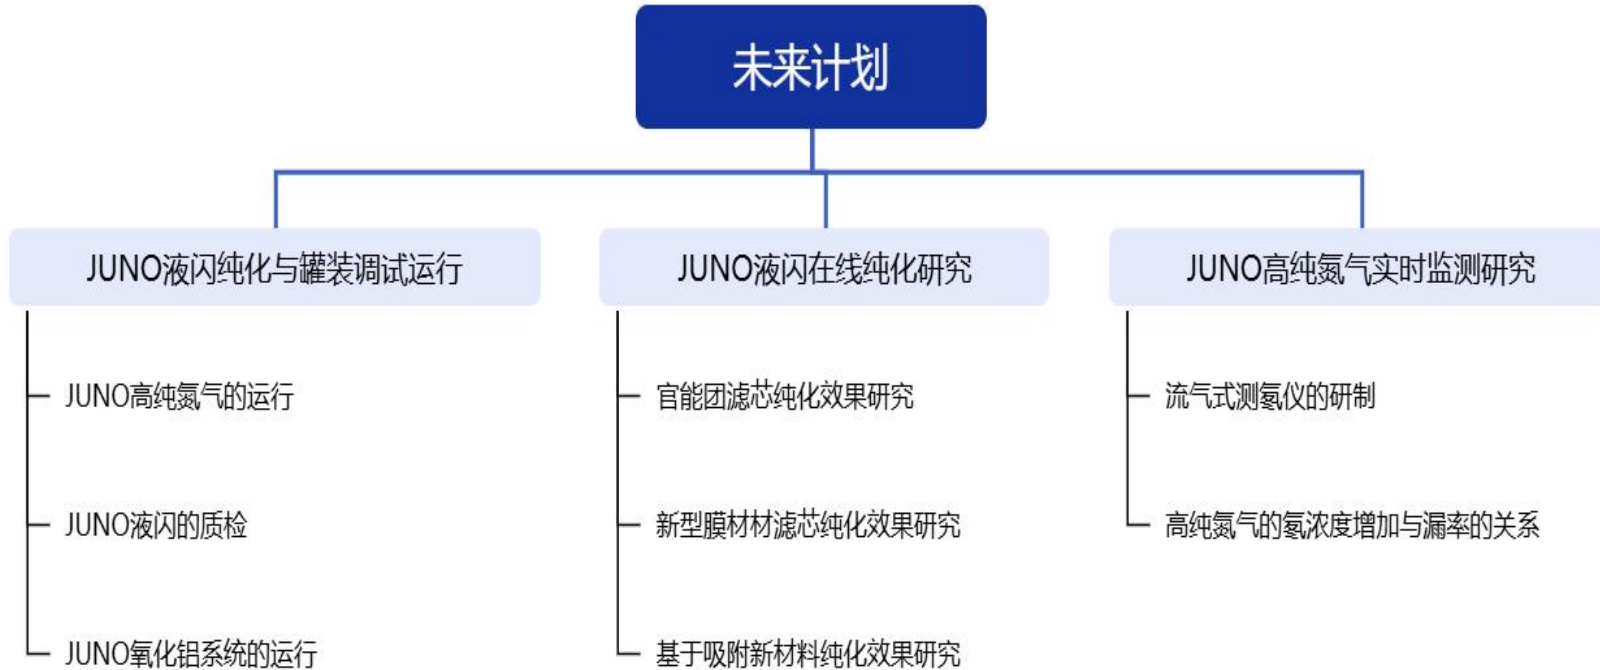 未来计划
JUNO液闪纯化与罐装调试运行
JUNO高纯氮气的运行
JUNO液闪的质检
JUNO氧化铝系统的运行
JUNO液闪在线纯化研究
官能团滤芯纯化效果研究
新型膜材材滤芯纯化效果研究
基于吸附新材料纯化效果研究
JUNO高纯氮气实时监测研究
流气式测氡仪的研制
高纯氮气的氡浓度增加与漏率的关系